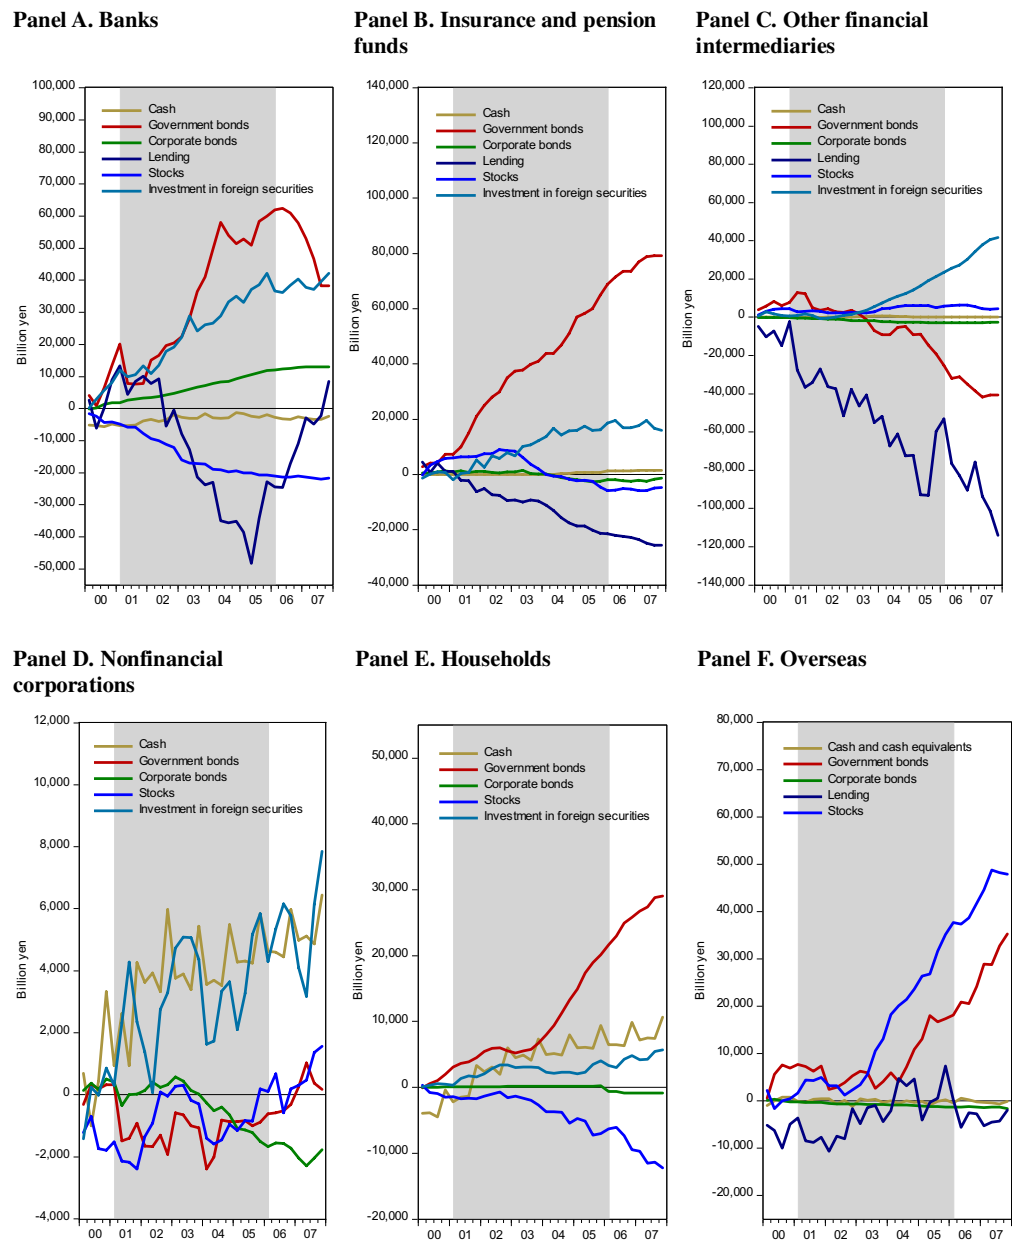 Panel A. Banks
Panel B. Insurance and pension
funds
Panel C. Other financial
intermediaries
100,000
90,000
80,000
70,000
60,000
50,000
40,000
30,000
20,000
10,000
0
-10,000
-20,000
-30,000
-40,000
-50,000
Billion yen
Cash
Government bonds
Corporate bonds
Lending
Stocks
Investment in foreign securities
00 01 02 03 04 05 06 07
140,000
120,000
100,000
80,000
60,000
40,000
20,000
0
-20,000
-40,000
Billion yen
Cash
Government bonds
Corporate bonds
Lending
Stocks
Investment in foreign securities
00 01 02 03 04 05 06 07
120,000
100,000
80,000
60,000
40,000
20,000
0
-20,000
-40,000
-60,000
-80,000
-100,000
-120,000
-140,000
Billion yen
Cash
Government bonds
Corporate bonds
Lending
Stocks
Investment in foreign securities
00 01 02 03 04 05 06 07
Panel D. Nonfinancial
corporations
Panel E. Households
Panel F. Overseas
12,000
10,000
8,000
6,000
4,000
2,000
0
-2,000
-4,000
Billion yen
Cash
Government bonds
Corporate bonds
Stocks
Investment in foreign securities
00 01 02 03 04 05 06 07
50,000
40,000
30,000
20,000
10,000
0
-10,000
-20,000
Billion yen
Cash
Government bonds
Corporate bonds
Stocks
Investment in foreign securities
00 01 02 03 04 05 06 07
80,000
70,000
60,000
50,000
40,000
30,000
20,000
10,000
0
-10,000
-20,000
Billion yen
Cash and cash equivalents
Government bonds
Corporate bonds
Lending
Stocks
00 01 02 03 04 05 06 07